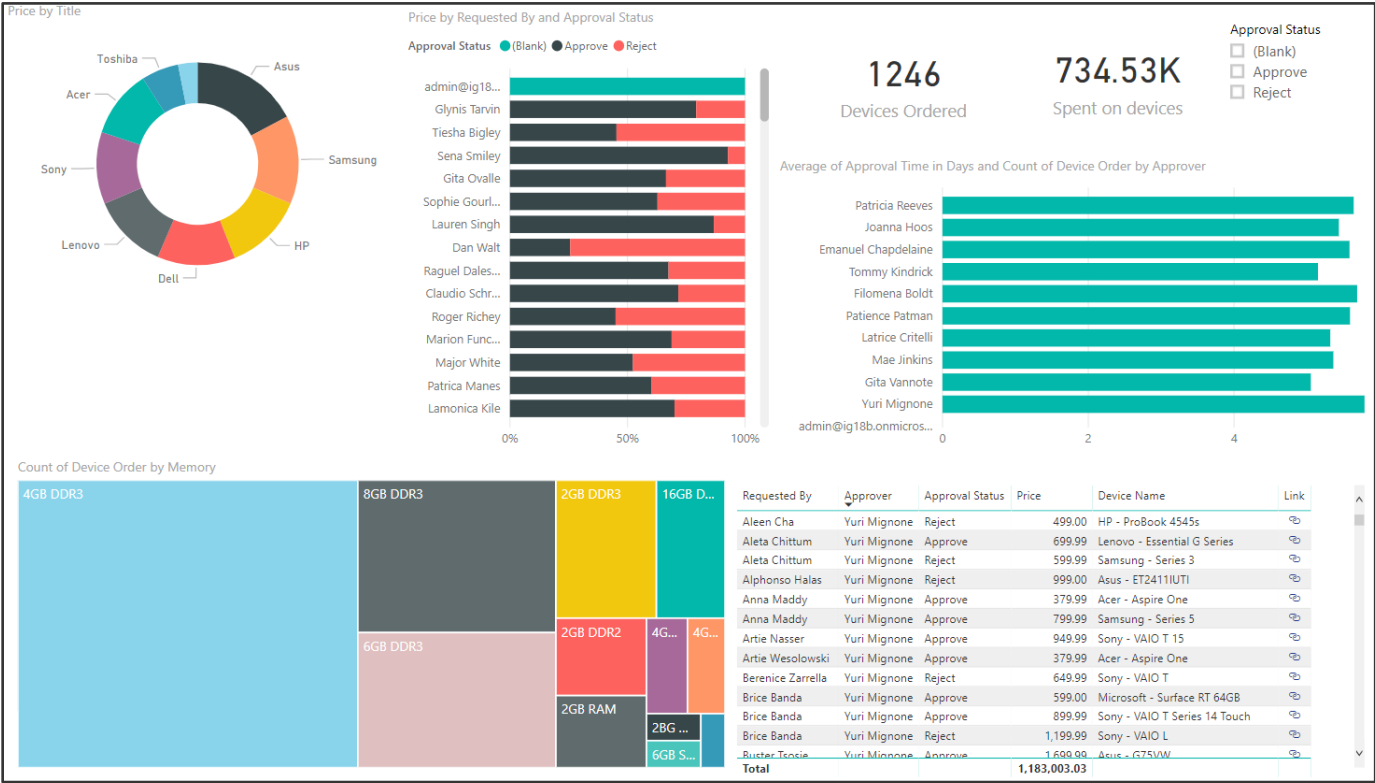 Price by Title
Toshiba
Asus
Acer
Samsung
Sony
Lenovo
HP
Dell
Price by Requested By and Approval Status
Approval Status (Blank) Approve Reject
admin@ig18...
Glynis Tarvin
Tiesha Bigley
Sena Smiley
Gita Ovalle
Sophie Gourl...
Lauren Singh
Dan Walt
Raguel Dales...
Claudio Schr...
Roger Richey
Marion Func...
Major White
Patrica Manes
Lamonica Kile
0% 50% 100%
1246
Devices Ordered
734.53K
Spent on devices
Approval Status
(Blank)
Approve
Reject
Average of Approval Time in Days and Count of Device Order by Approver
Patricia Reeves
Joanna Hoos
Emanuel Chapdelaine
Tommy Kindrick
Filomena Boldt
Patience Patman
Latrice Critelli
Mae Jinkins
Gita Vannote
Yuri Mignone
admin@ig18b.onmicros...
0 2 4
Count of Device Order by Memory
4GB DDR3
8GB DDR3
6GB DDR3
2GB DDR3
16GB D...
2GB DDR2
4G...
4G...
2GB RAM
2BG ...
6GB S...
Requested By Approver Approval Status Price Device Name Link
Aleen Cha Yuri Mignone Reject 499.00 HP - ProBook 4545s
Aleta Chittum Yuri Mignone Approve 699.99 Lenovo - Essential G Series
Aleta Chittum Yuri Mignone Reject 599.99 Samsung - Series 3
Alphonso Halas Yuri Mignone Reject 999.00 Asus - ET2411IUTI
Anna Maddy Yuri Mignone Approve 379.99 Acer - Aspire One
Anna Maddy Yuri Mignone Approve 799.99 Samsung - Series 5
Artie Nasser Yuri Mignone Approve 949.99 Sony - VAIO T 15
Artie Wesolowski Yuri Mignone Approve 379.99 Acer - Aspire One
Berenice Zarrella Yuri Mignone Reject 649.99 Sony - VAIO T
Brice Banda Yuri Mignone Approve 599.00 Microsoft - Surface RT 64GB
Brice Banda Yuri Mignone Approve 899.99 Sony - VAIO T Series 14 Touch
Brice Banda Yuri Mignone Reject 1,199.99 Sony - VAIO L
Buster Tsosie Yuri Mignone Approve 1,699.99 Asus - G75VW
Total 1,183,003.03